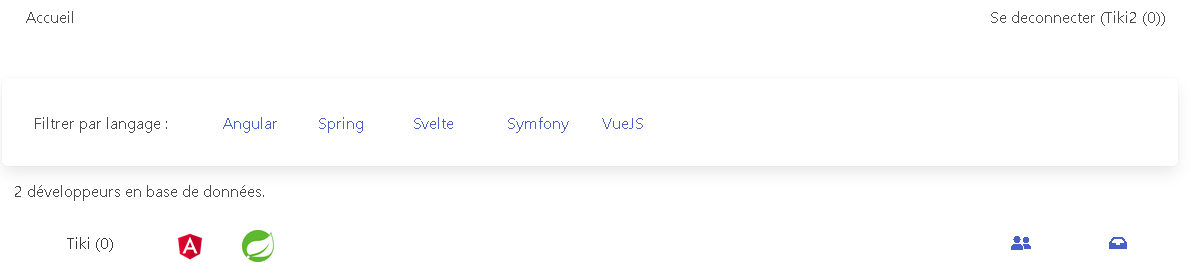 Accueil Se deconnecter (Tiki2 (0))
Filtrer par langage : Angular Spring Svelte Symfony VueJS
2 développeurs en base de données.
Tiki (0)